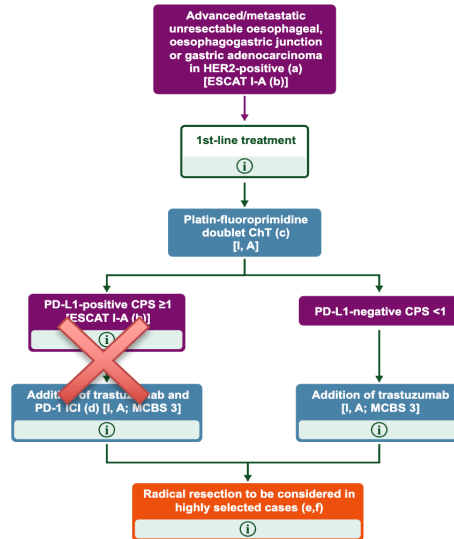 Advanced/metastatic
unresectable oesophageal,
oesophagogastric junction
or gastric adenocarcinoma
in HER2-positive (a)
[ESCAT I-A (b)]
1st-line treatment
i
Platin-fluoroprimidine
doublet ChT (c)
[I, A]
PD-L1-positive CPS ≥1
[ESCAT I-A (b)]
i
PD-L1-negative CPS <1
Addition of trastuzumab and
PD-1 ICI (d) [I, A; MCBS 3]
i
Addition of trastuzumab
[I, A; MCBS 3]
i
Radical resection to be considered in
highly selected cases (e,f)
i